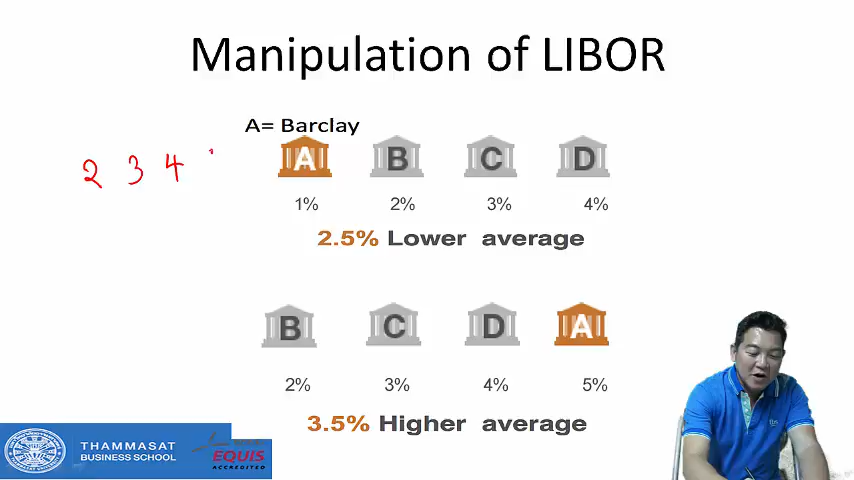 Manipulation of LIBOR
A= Barclay
2 3 4
A B C D
1% 2% 3% 4%
2.5% Lower average
B C D A
2% 3% 4% 5%
3.5% Higher average
THAMMASAT
BUSINESS SCHOOL
EQUIS
ACCREDITED